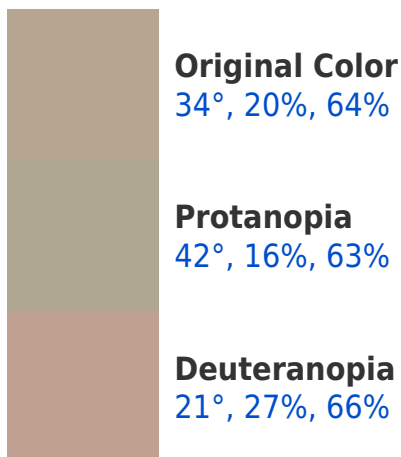 Original Color
34°, 20%, 64%
Protanopia
42°, 16%, 63%
Deuteranopia
21°, 27%, 66%